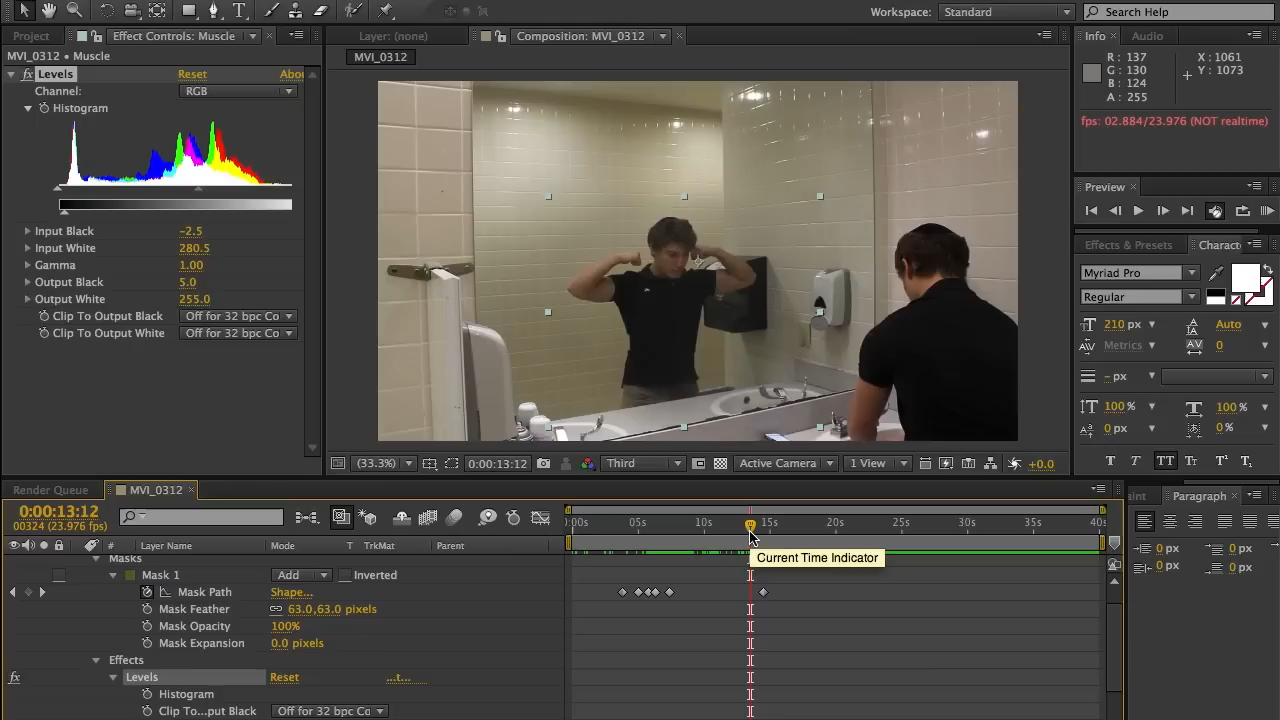 Workspace: Standard
Search Help
Project
Effect Controls: Muscle
Layer: (none)
Composition: MVI_0312
Info
Audio
MVI_0312 • Muscle
MVI_0312
fx Levels Reset Abou
Channel: RGB
Histogram
Input Black -2.5
Input White 280.5
Gamma 1.00
Output Black 5.0
Output White 255.0
Clip To Output Black Off for 32 bpc Co
Clip To Output White Off for 32 bpc Co
R : 137
G : 130
B : 124
A : 255
X : 1061
Y : 1073
fps: 02.884/23.976 (NOT realtime)
Preview
Effects & Presets
Charact
Myriad Pro
Regular
210 px
Auto
Metrics
0
- px
100 %
100 %
0 px
0 %
T T TT Tт T¹ T₁
(33.3%)
0:00:13:12
Third
Active Camera
1 View
+0.0
Render Queue
MVI_0312
0:00:13:12
00324 (23.976 fps)
:00s 05s 10s 15s 20s 25s 30s 35s 40s
# Layer Name Mode T TrkMat Parent
Current Time Indicator
Masks
Mask 1 Add Inverted
Mask Path Shape...
Mask Feather 63.0,63.0 pixels
Mask Opacity 100%
Mask Expansion 0.0 pixels
Effects
fx Levels Reset ...t...
Histogram
Clip To...put Black Off for 32 bpc Co
aint
Paragraph
0 px
0 px
0 px
0 px